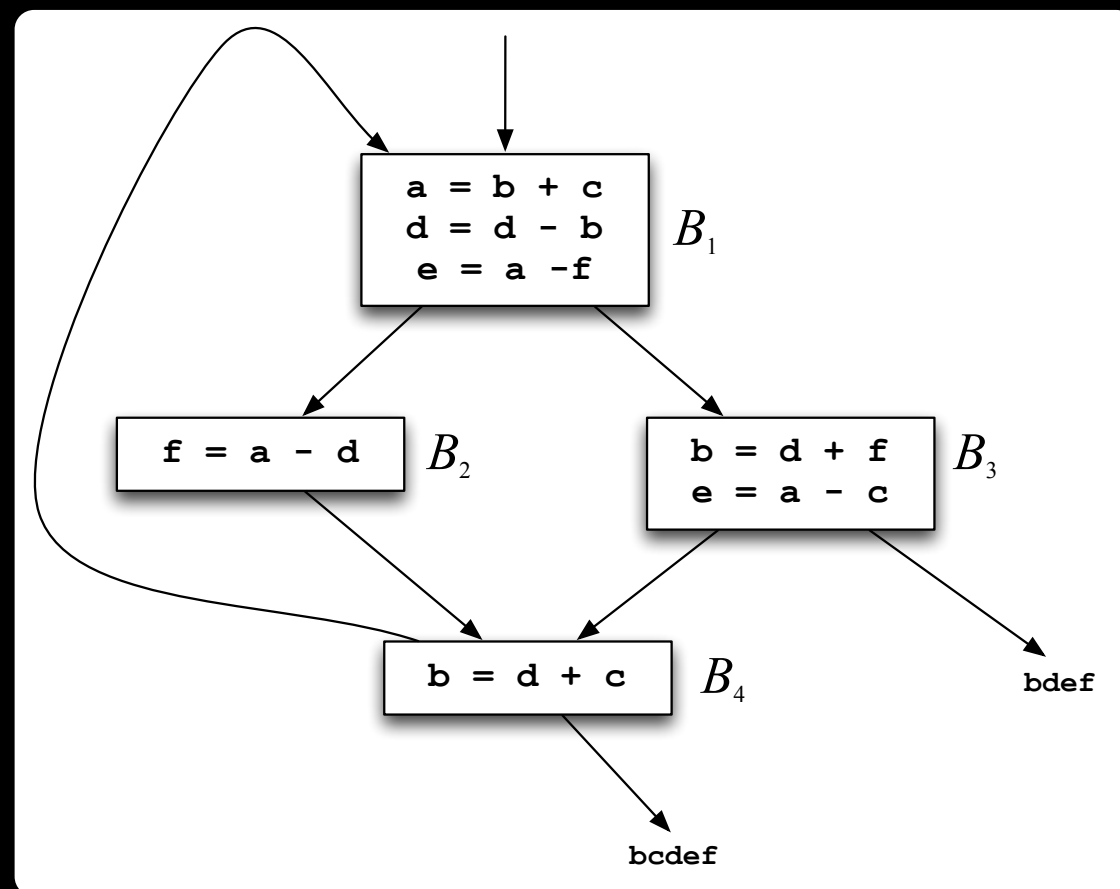 a = b + c
d = d - b
e = a -f
B1
f = a - d
B2
b = d + f
e = a - c
B3
b = d + c
B4
bdef
bcdef